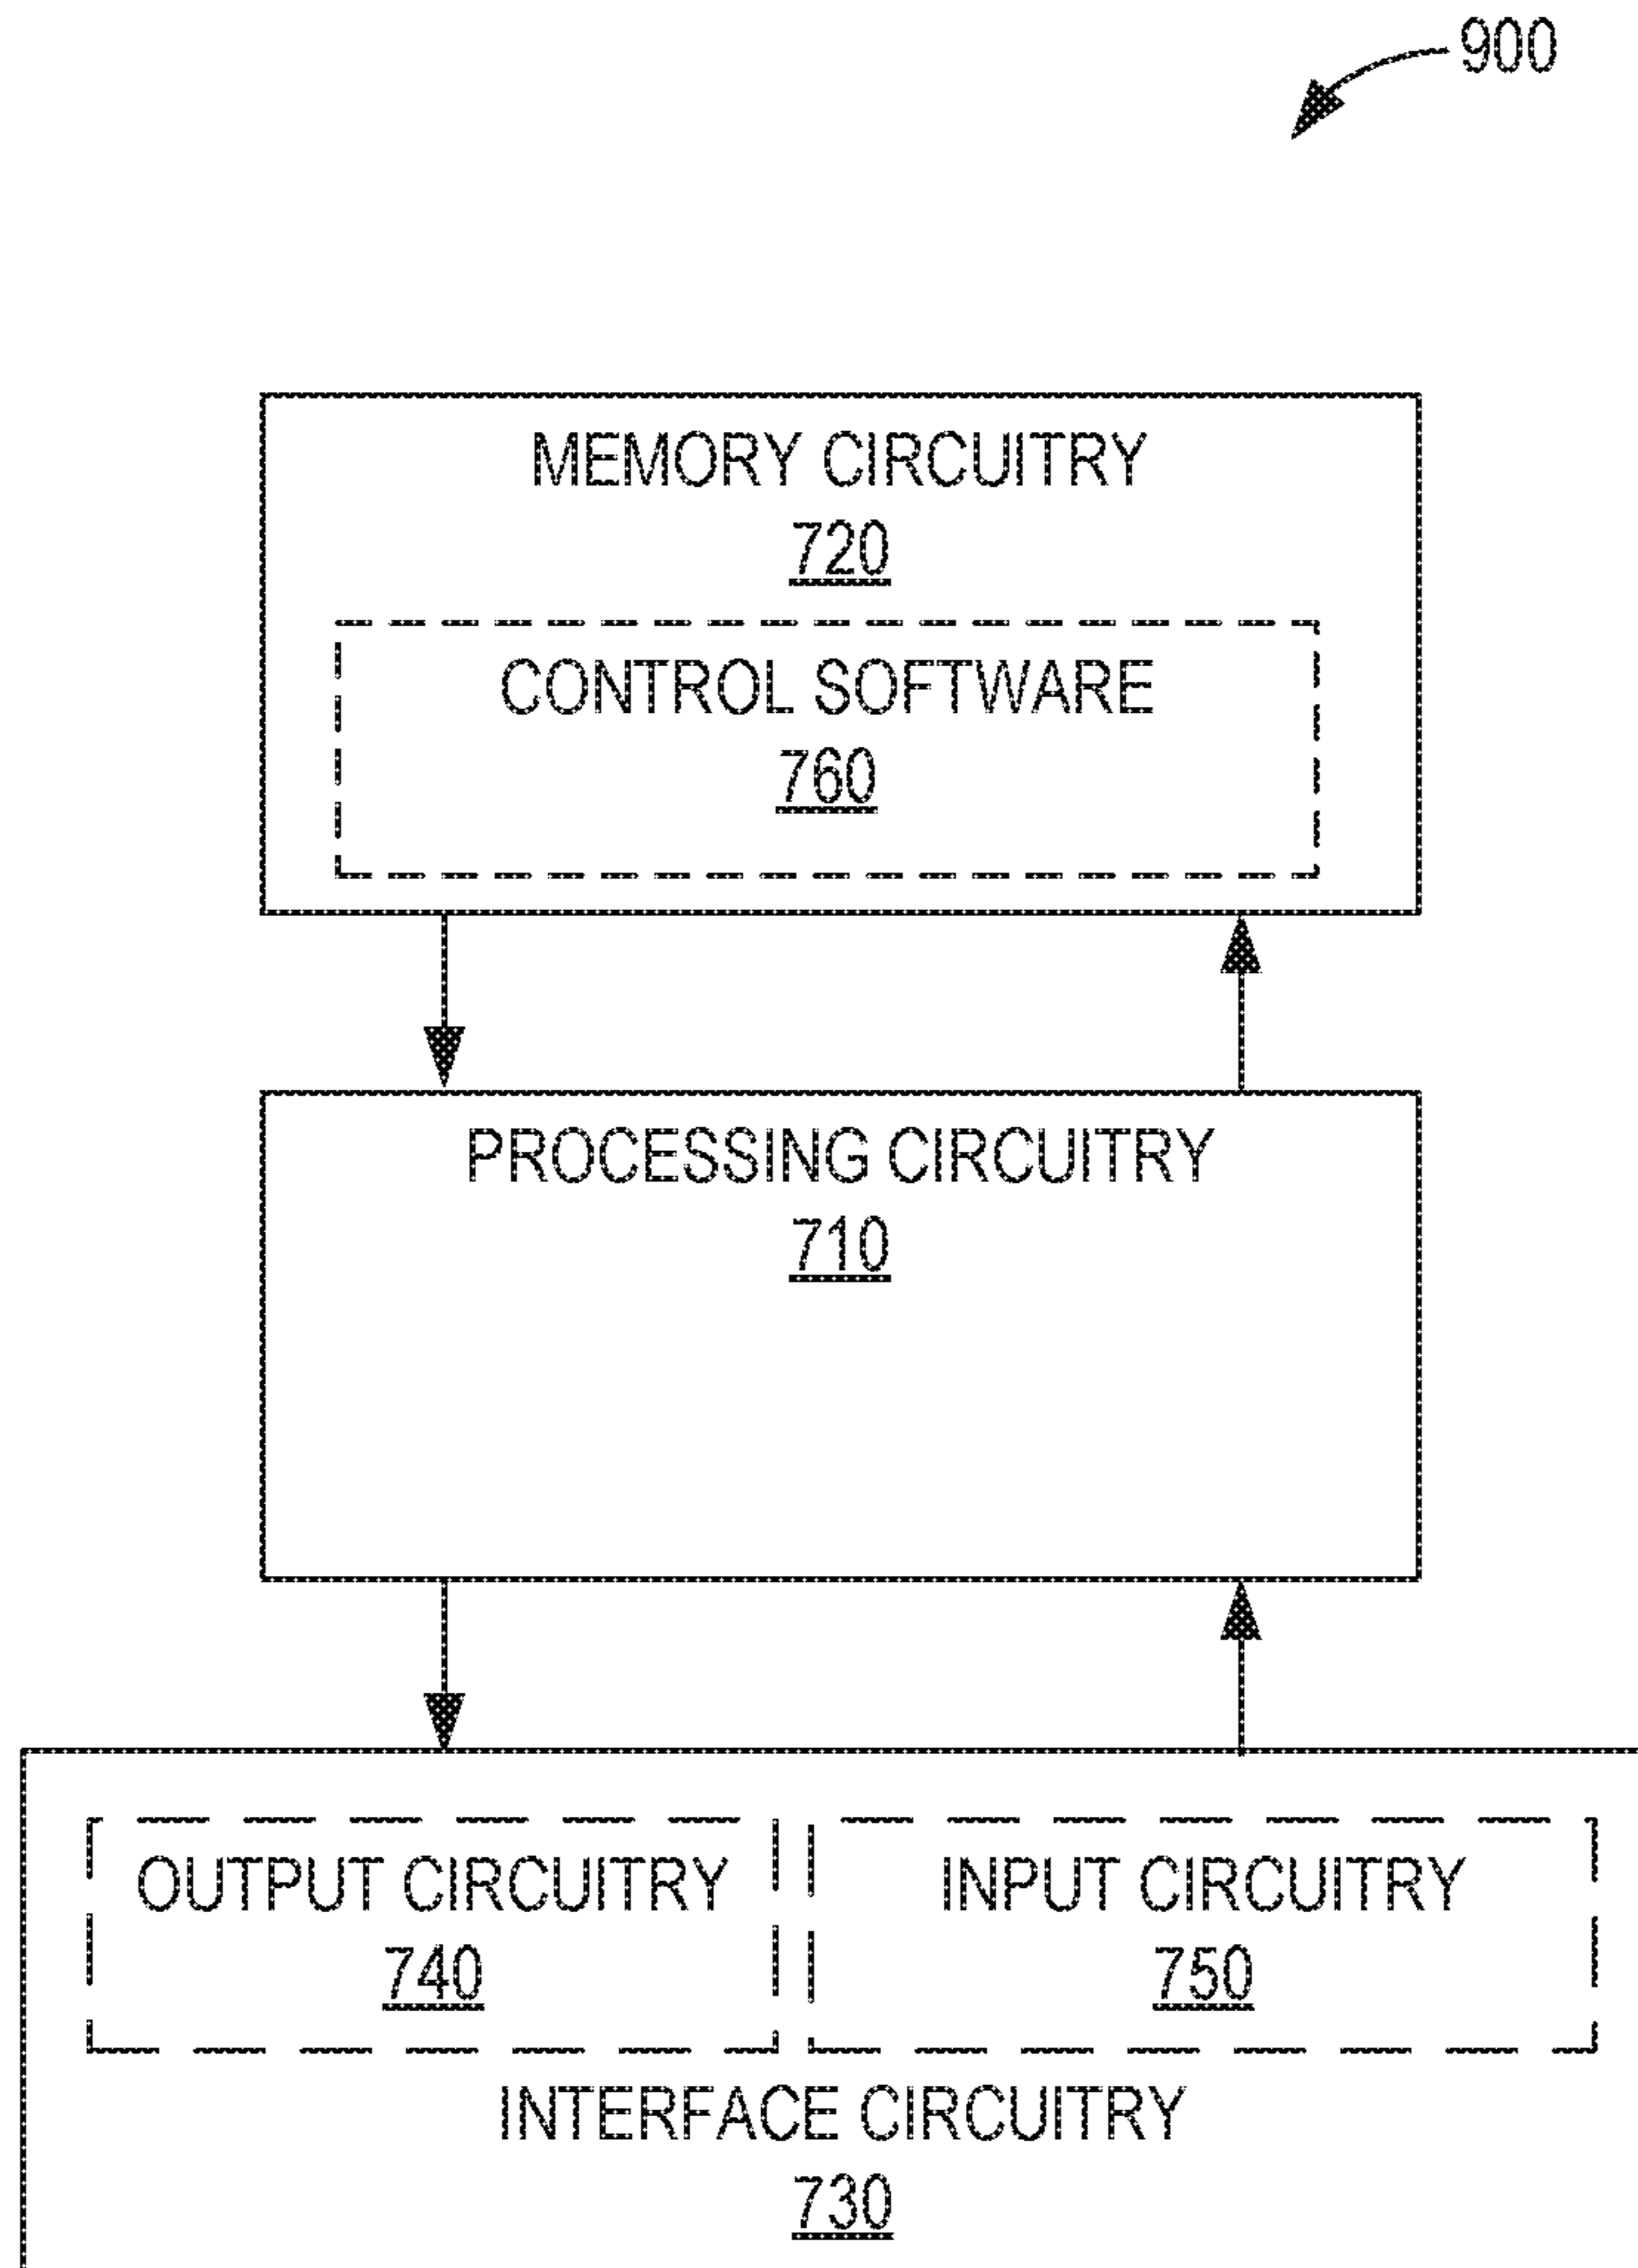 900
MEMORY CIRCUITRY
720
CONTROL SOFTWARE
760
PROCESSING CIRCUITRY
710
OUTPUT CIRCUITRY
740
INPUT CIRCUITRY
750
INTERFACE CIRCUITRY
730